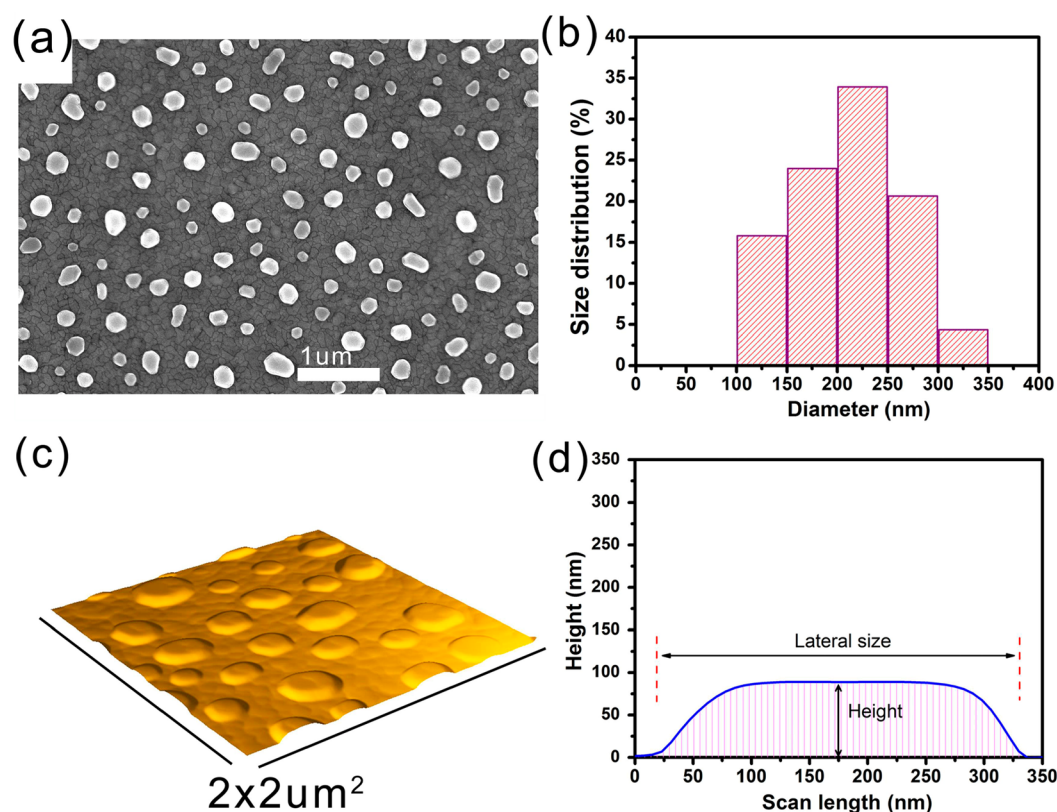 (a)
1um
(b)
Size distribution (%)
40
35
30
25
20
15
10
5
0
0 50 100 150 200 250 300 350 400
Diameter (nm)
(c)
2x2um²
(d)
Height (nm)
350
300
250
200
150
100
50
0
Lateral size
Height
0 50 100 150 200 250 300 350
Scan length (nm)